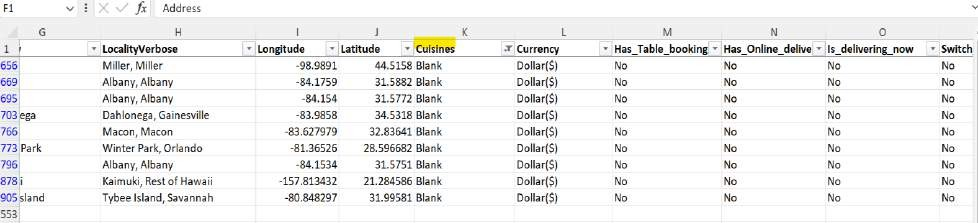 F1 fx Address
G H I J K L M N O
1 LocalityVerbose Longitude Latitude Cuisines Currency Has_Table_booking Has_Online_delive Is_delivering_now Switch
656 Miller, Miller -98.9891 44.5158 Blank Dollar($) No No No No
669 Albany, Albany -84.1759 31.5882 Blank Dollar($) No No No No
695 Albany, Albany -84.154 31.5772 Blank Dollar($) No No No No
703 ega Dahlonega, Gainesville -83.9858 34.5318 Blank Dollar($) No No No No
766 Macon, Macon -83.627979 32.83641 Blank Dollar($) No No No No
773 Park Winter Park, Orlando -81.36526 28.596682 Blank Dollar($) No No No No
796 Albany, Albany -84.1534 31.5751 Blank Dollar($) No No No No
878 i Kaimuki, Rest of Hawaii -157.813432 21.284586 Blank Dollar($) No No No No
905 sland Tybee Island, Savannah -80.848297 31.99581 Blank Dollar($) No No No No
553